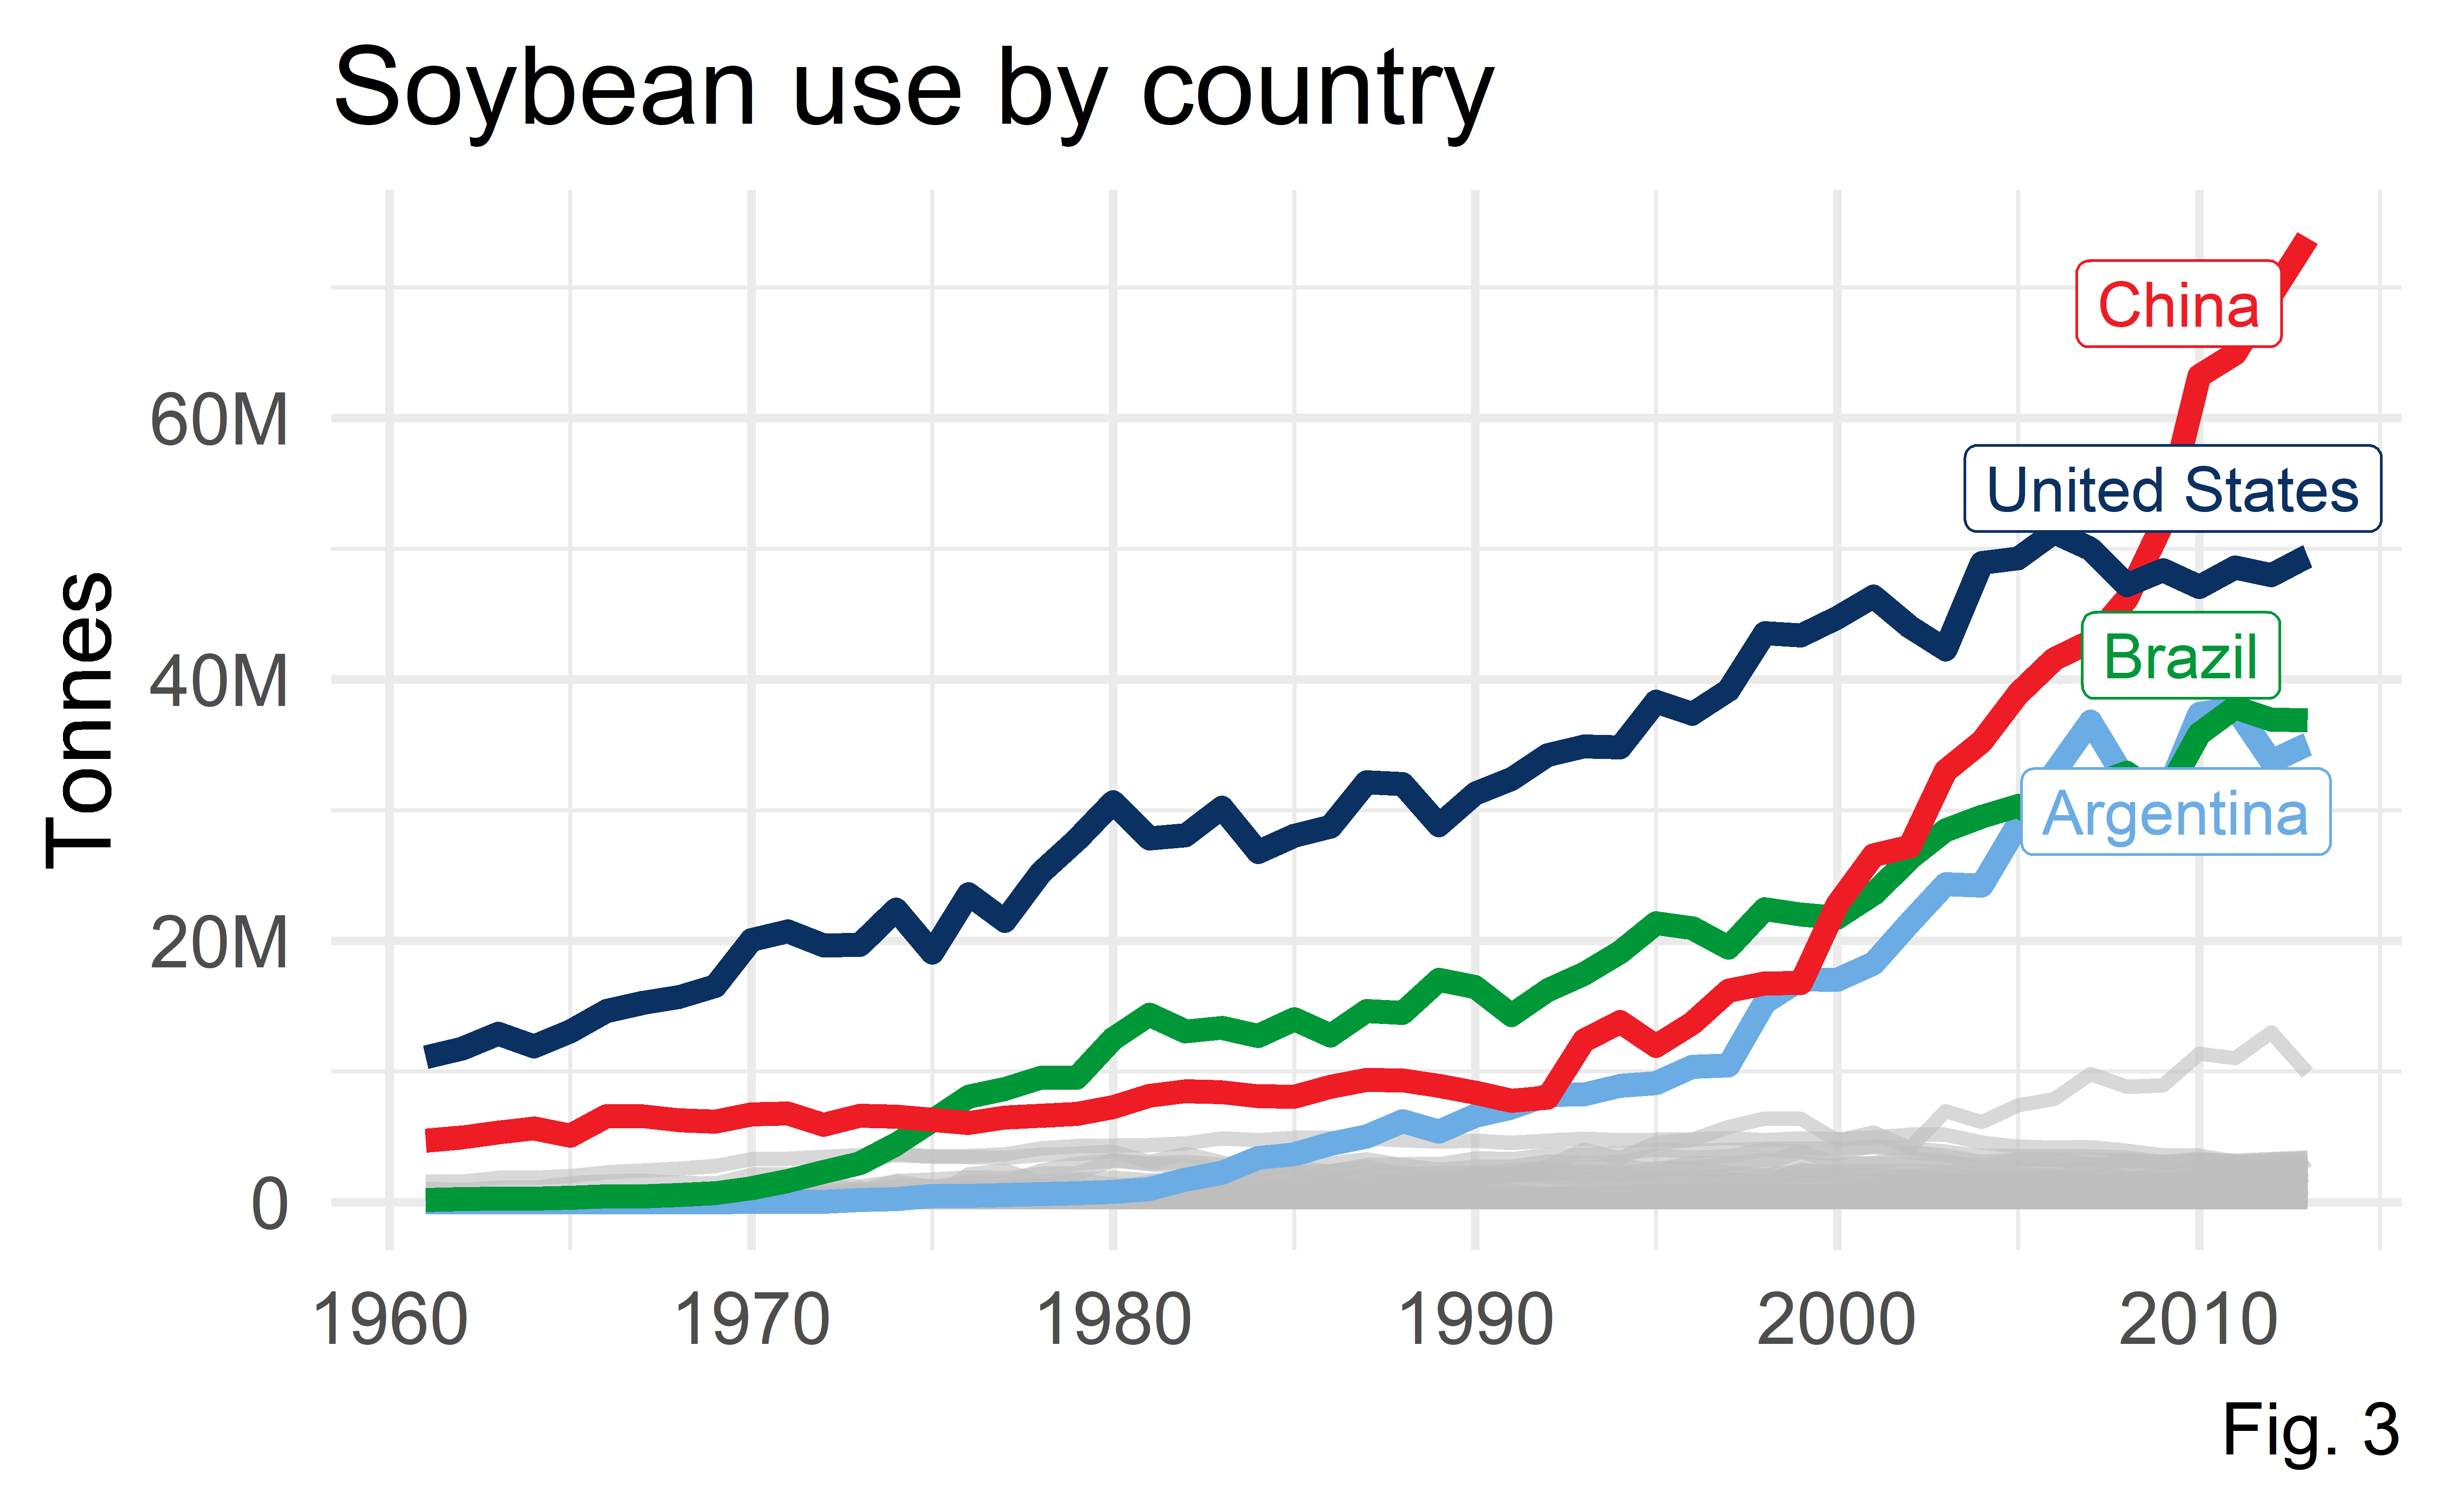 Soybean use by country
Tonnes
60M
40M
20M
0
China
United States
Brazil
Argentina
1960 1970 1980 1990 2000 2010
Fig. 3